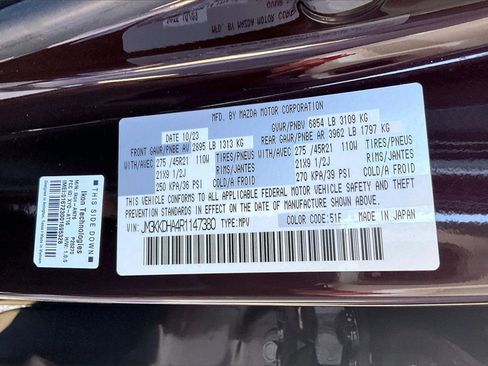 MFD. BY MAZDA MOTOR CORPORATION
DATE 10/23 GVWR/PNBV 6854 LB 3109 KG
FRONT GAWR/PNBE AV 2895 LB 1313 KG REAR GAWR/PNBE AR 3962 LB 1797 KG
WITH/AVEC 275 /45R21 110W TIRES/PNEUS WITH/AVEC 275 /45R21 110W TIRES/PNEUS
21X9 1/2J RIMS/JANTES 21X9 1/2J RIMS/JANTES
250 KPA/36 PSI COLD/A FROID 270 KPA/39 PSI COLD/A FROID
THIS VEHICLE CONFORMS TO ALL APPLICABLE FEDERAL MOTOR VEHICLE SAFETY, BUMPER, AND THEFT
PREVENTION STANDARDS IN EFFECT ON THE DATE OF MANUFACTURE SHOWN ABOVE.
JM3KKCHA4R1147380 TYPE:MPV COLOR CODE:51F MADE IN JAPAN
THIS SIDE DOWN
Ikon Technologies